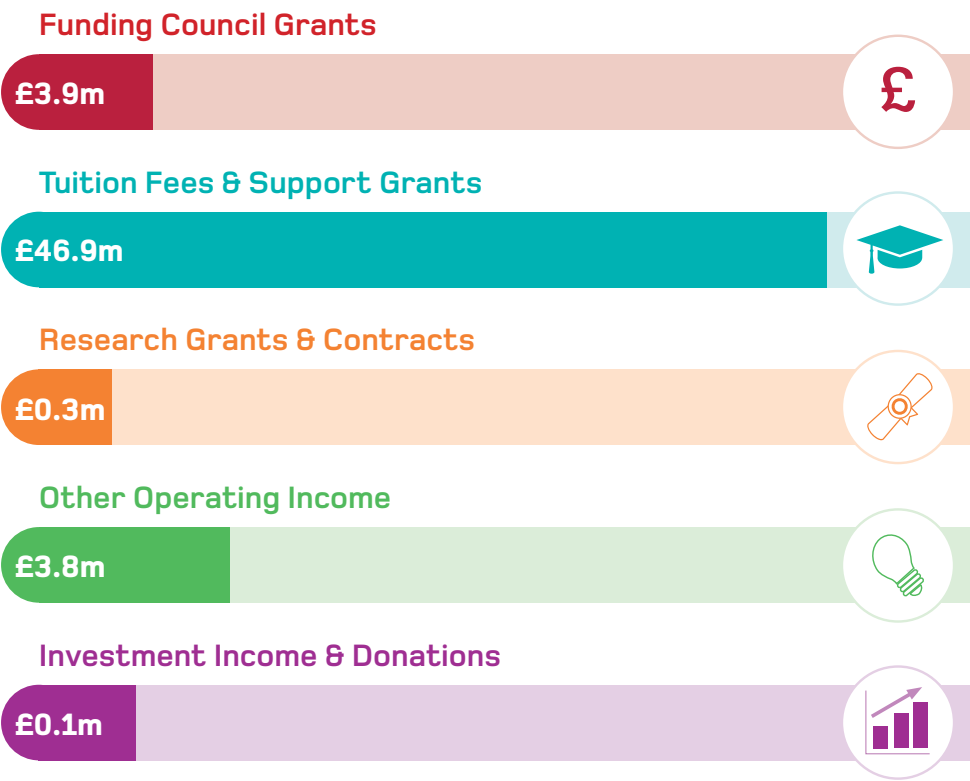 Funding Council Grants
£3.9m
£
Tuition Fees & Support Grants
£46.9m
Research Grants & Contracts
£0.3m
Other Operating Income
£3.8m
Investment Income & Donations
£0.1m